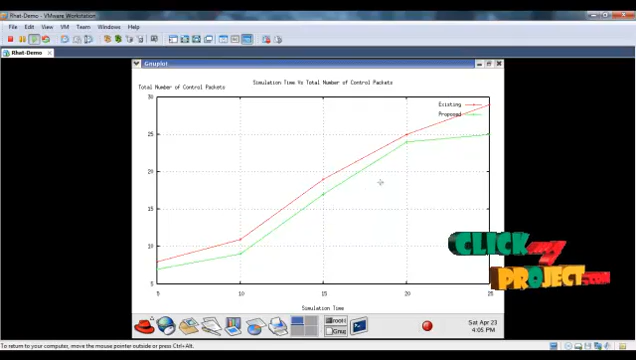 Rhat-Demo - VMware Workstation
File Edit View VM Team Windows Help
Rhat-Demo
Gnuplot
Simulation Time Vs Total Number of Control Packets
Total Number of Control Packets
30
Existing
Proposed
25
20
15
10
5
5 10 15 20 25
Simulation Time
CLICK my
PROJECT.com
Sat Apr 23
4:05 PM
To return to your computer, move the mouse pointer outside or press Ctrl+Alt.